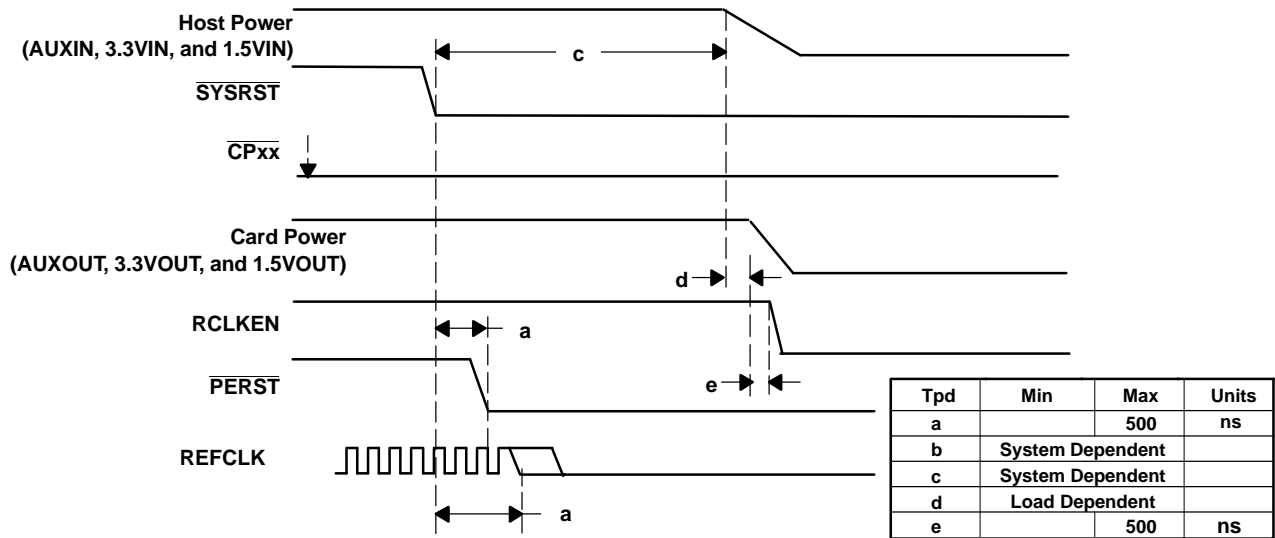 Host Power
(AUXIN, 3.3VIN, and 1.5VIN)
c
SYSRST
CPxx
Card Power
(AUXOUT, 3.3VOUT, and 1.5VOUT)
d
RCLKEN
a
PERST
e
REFCLK
a
Tpd Min Max Units
a 500 ns
b System Dependent
c System Dependent
d Load Dependent
e 500 ns